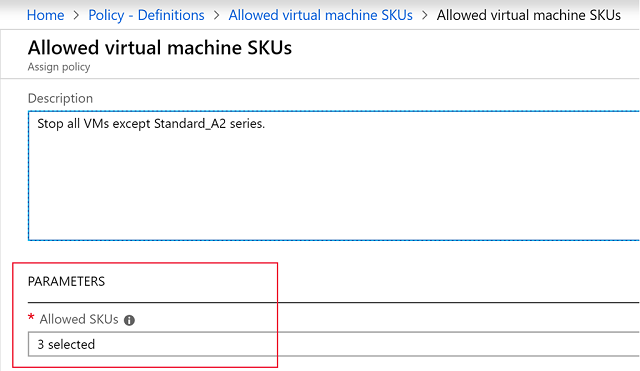 Home > Policy - Definitions > Allowed virtual machine SKUs > Allowed virtual machine SKUs
Allowed virtual machine SKUs
Assign policy
Description
Stop all VMs except Standard_A2 series.
PARAMETERS
* Allowed SKUs
3 selected